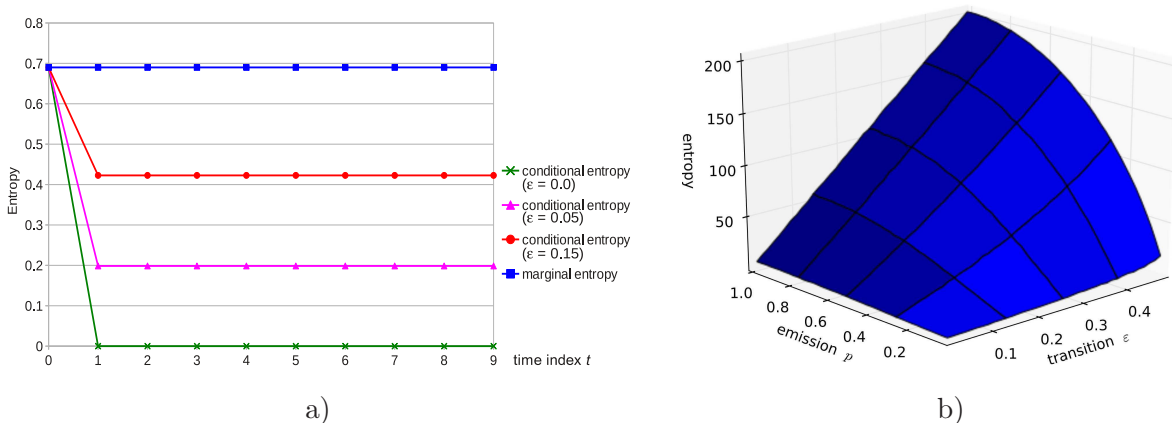 0.8
0.7
0.6
0.5
0.4
0.3
0.2
0.1
0
Entropy
0 1 2 3 4 5 6 7 8 9
time index t
conditional entropy
(ε = 0.0)
conditional entropy
(ε = 0.05)
conditional entropy
(ε = 0.15)
marginal entropy
a)
200
150
100
50
entropy
1.0 0.8 0.6 0.4 0.2
emission p
0.1 0.2 0.3 0.4
transition ε
b)